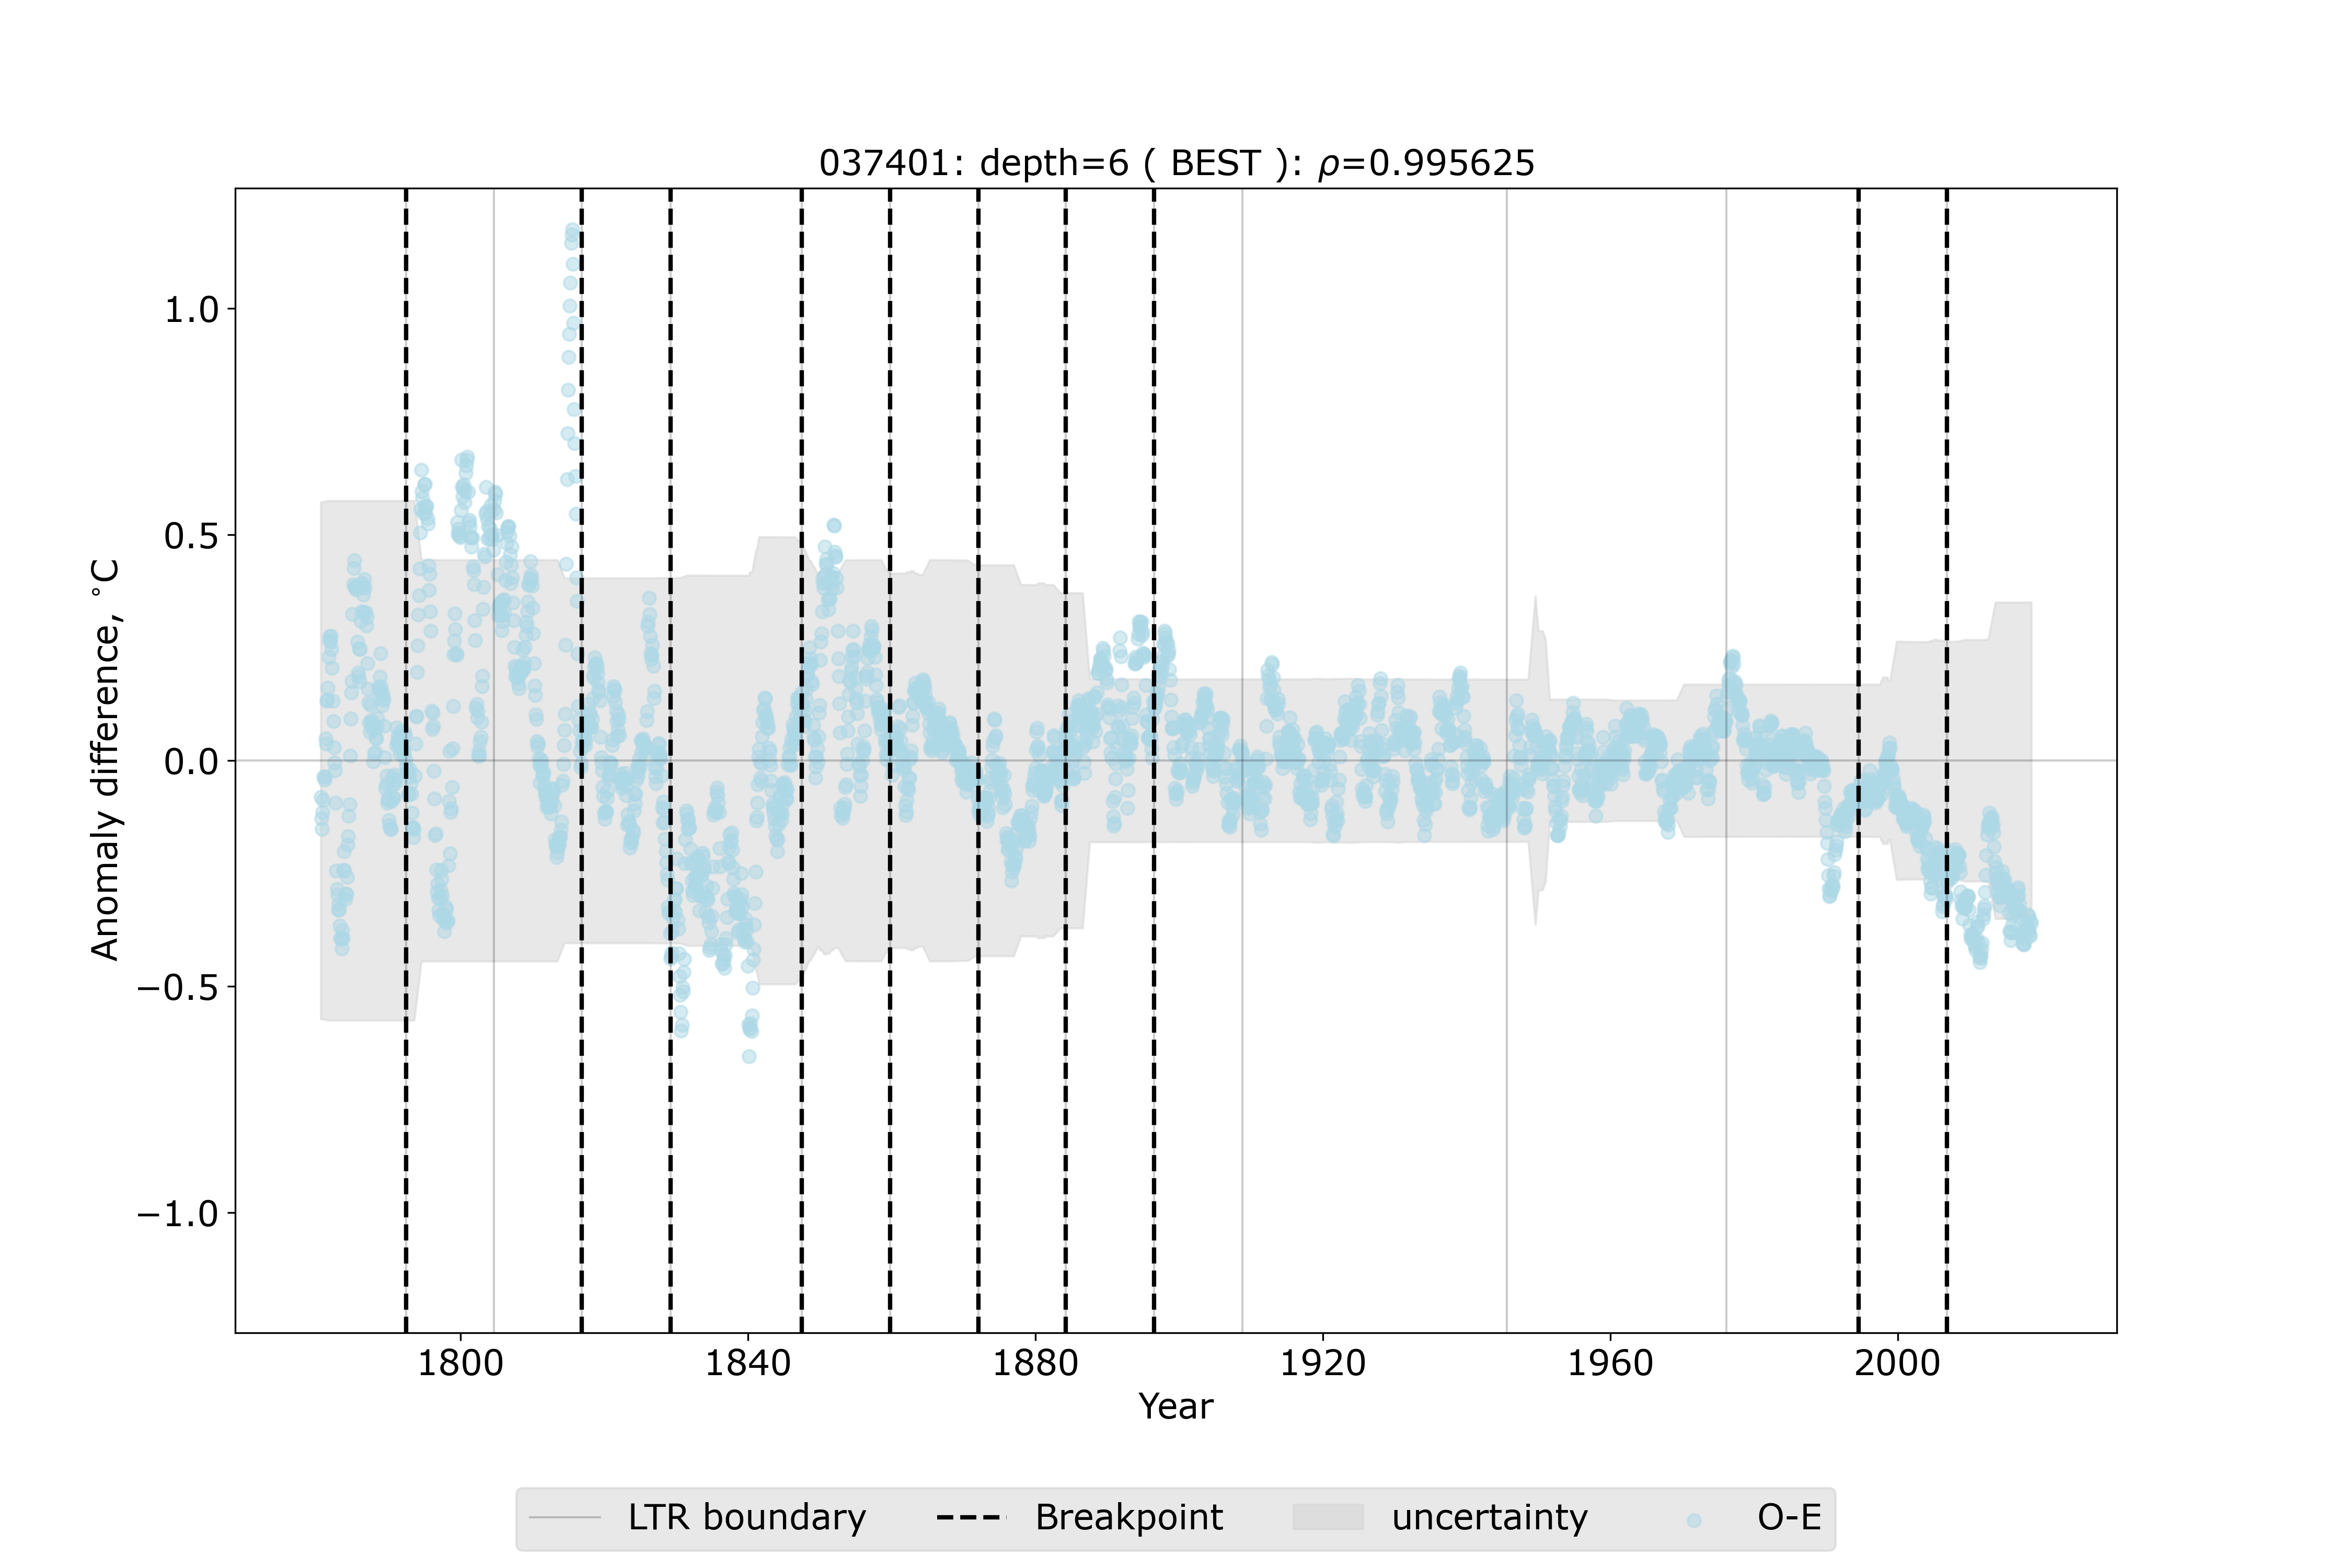 037401: depth=6 ( BEST ): ρ=0.995625
Anomaly difference, °C
1.0
0.5
0.0
−0.5
−1.0
1800 1840 1880 1920 1960 2000
Year
LTR boundary Breakpoint uncertainty O-E